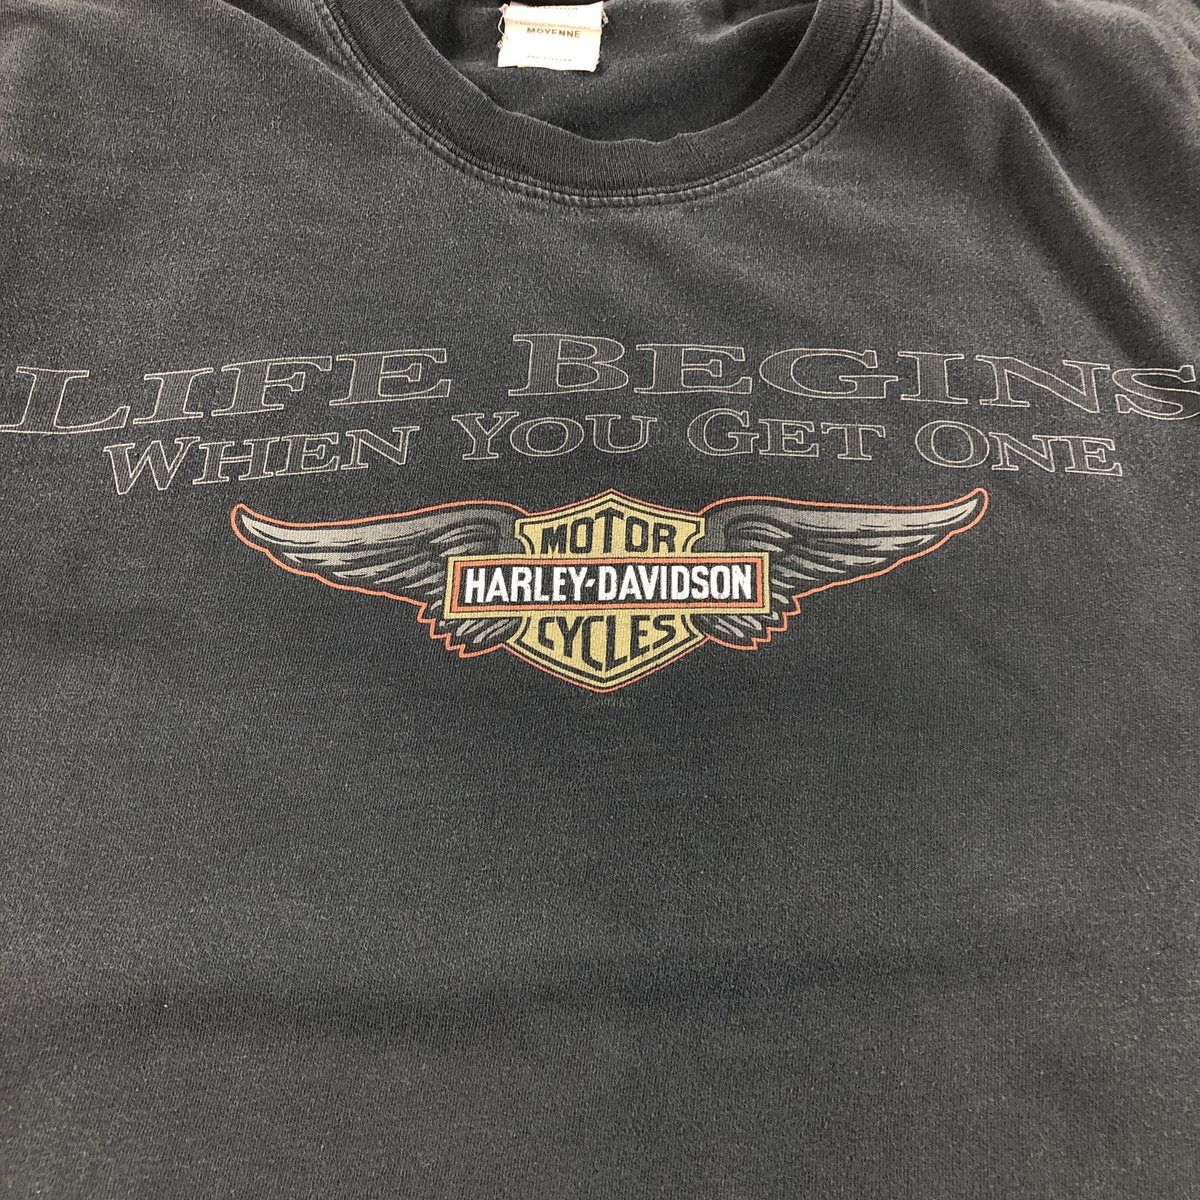 MOYENNE
LIFE BEGINS
WHEN YOU GET ONE
MOTOR
HARLEY-DAVIDSON
CYCLES